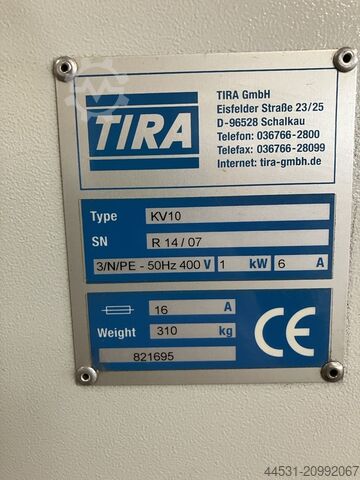 TIRA
TIRA GmbH
Eisfelder Straße 23/25
D-96528 Schalkau
Telefon: 036766-2800
Telefax: 036766-28099
Internet: tira-gmbh.de
Type KV10
SN R 14 / 07
3/N/PE - 50Hz 400 V 1 kW 6 A
16 A
Weight 310 kg
821695
CE
44531-20992067